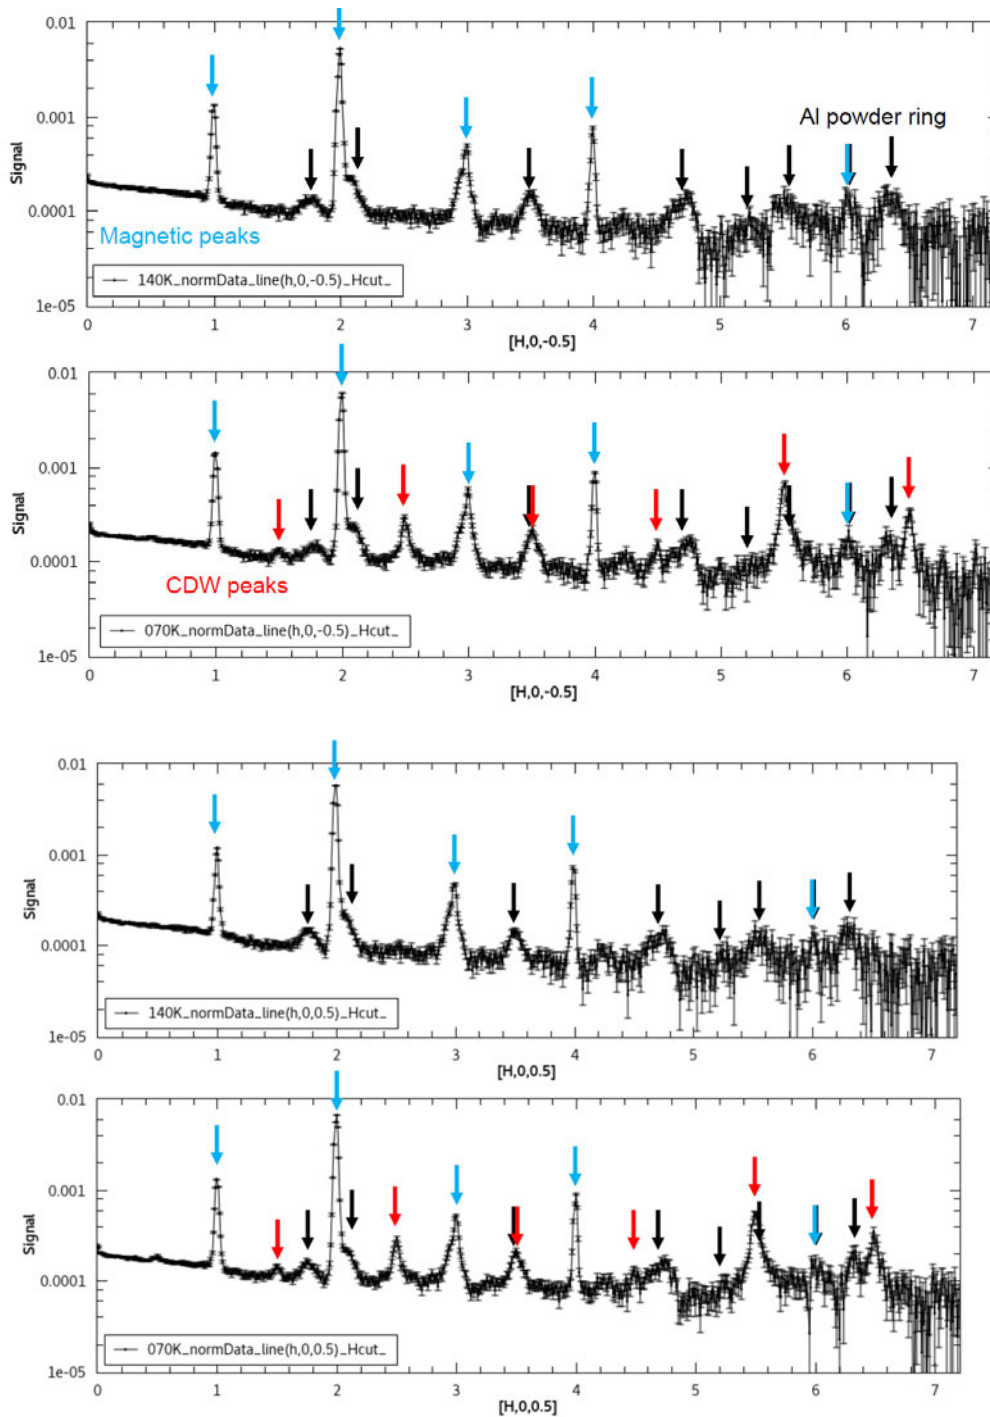 0.01
0.001
0.0001
1e-05
Signal
Al powder ring
Magnetic peaks
140K_normData_line(h,0,-0.5)_Hcut_
0 1 2 3 4 5 6 7
[H,0,-0.5]
0.01
0.001
0.0001
1e-05
Signal
CDW peaks
070K_normData_line(h,0,-0.5)_Hcut_
0 1 2 3 4 5 6 7
[H,0,-0.5]
0.01
0.001
0.0001
1e-05
Signal
140K_normData_line(h,0,0.5)_Hcut_
0 1 2 3 4 5 6 7
[H,0,0.5]
0.01
0.001
0.0001
1e-05
Signal
070K_normData_line(h,0,0.5)_Hcut_
0 1 2 3 4 5 6 7
[H,0,0.5]